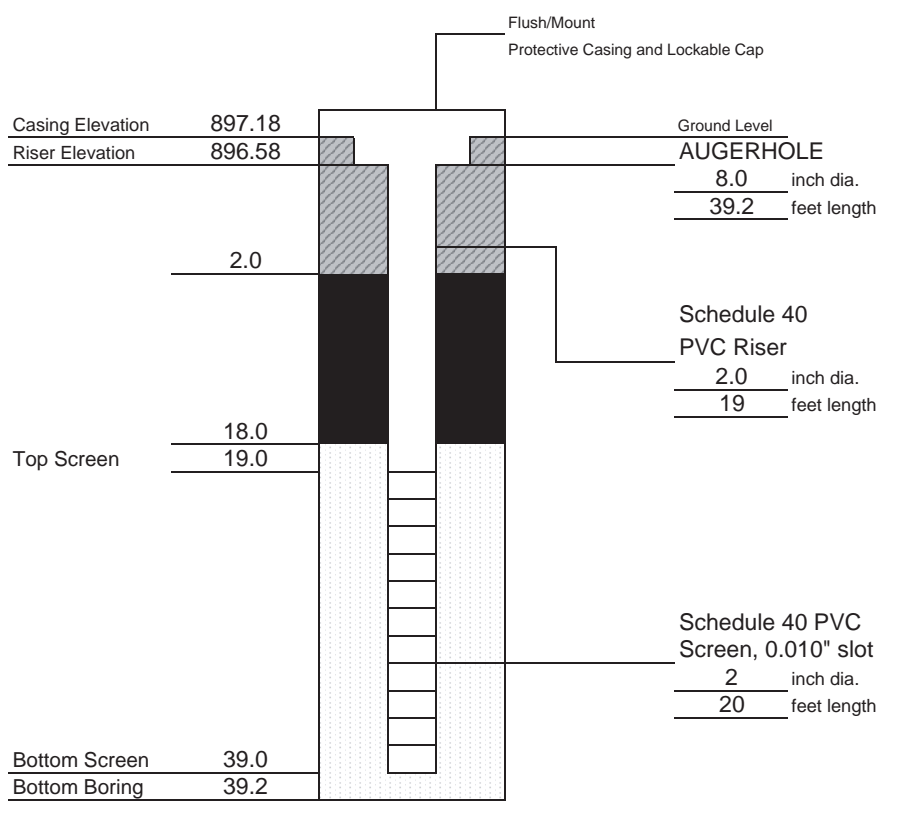 Flush/Mount
Protective Casing and Lockable Cap
Casing Elevation 897.18
Riser Elevation 896.58
Ground Level
AUGERHOLE
8.0 inch dia.
39.2 feet length
2.0
Schedule 40
PVC Riser
2.0 inch dia.
19 feet length
18.0
Top Screen 19.0
Schedule 40 PVC
Screen, 0.010" slot
2 inch dia.
20 feet length
Bottom Screen 39.0
Bottom Boring 39.2